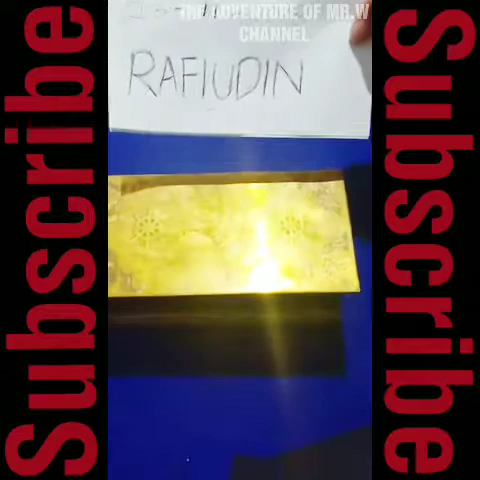 Subscribe
THE ADVENTURE OF MR.W
CHANNEL
RAFIUDIN
Subscribe